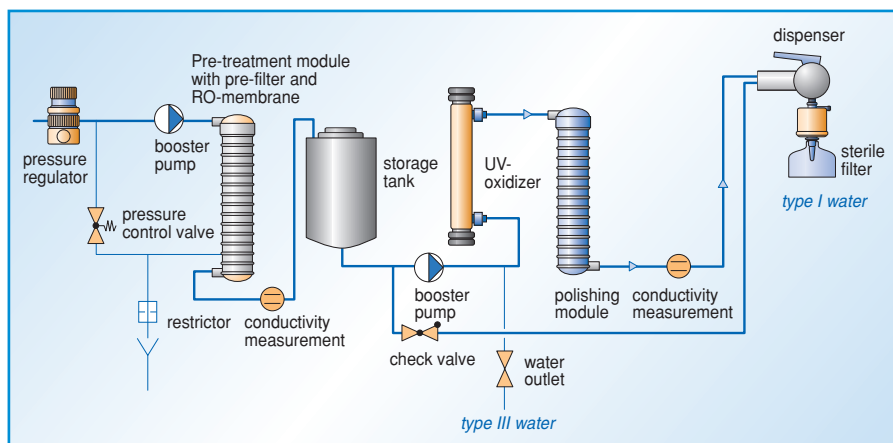 dispenser
Pre-treatment module
with pre-filter and
RO-membrane
pressure
regulator
booster
pump
storage
tank
UV-
oxidizer
sterile
filter
type I water
pressure
control valve
restrictor
conductivity
measurement
booster
pump
polishing
module
conductivity
measurement
check valve
water
outlet
type III water